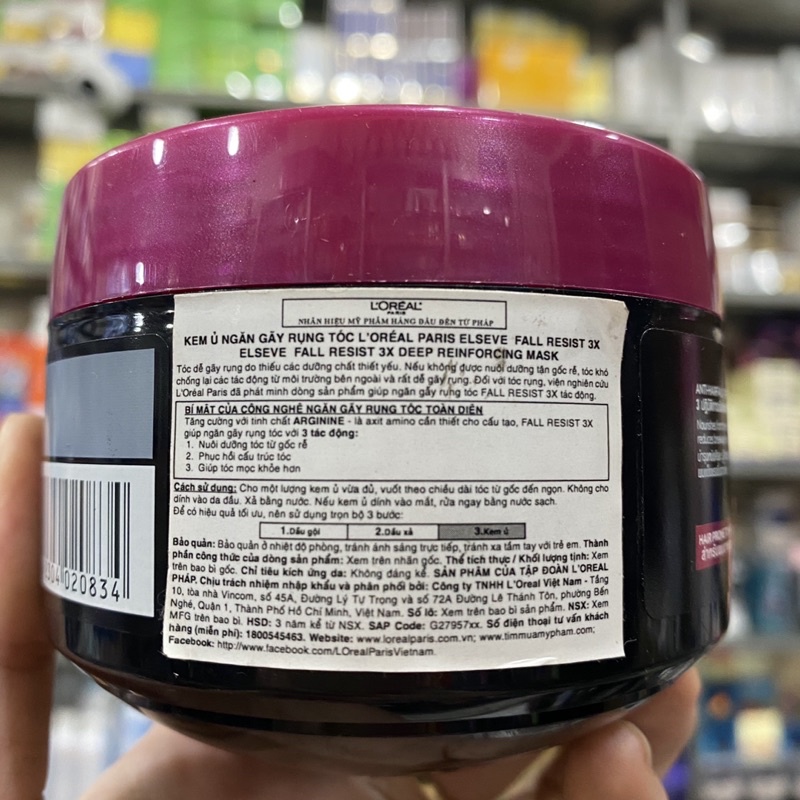 L'ORÉAL
PARIS
NHÃN HIỆU MỸ PHẨM HÀNG ĐẦU ĐẾN TỪ PHÁP
KEM Ủ NGĂN GÃY RỤNG TÓC L'ORÉAL PARIS ELSEVE FALL RESIST 3X
ELSEVE FALL RESIST 3X DEEP REINFORCING MASK
Tóc dễ gãy rụng do thiếu các dưỡng chất thiết yếu. Nếu không được nuôi dưỡng tận gốc rễ, tóc khó
chống lại các tác động từ môi trường bên ngoài và rất dễ gãy rụng. Đối với tóc rụng, viện nghiên cứu
L'Oréal Paris đã phát minh dòng sản phẩm giúp ngăn gãy rụng tóc FALL RESIST 3X tác động.
BÍ MẬT CỦA CÔNG NGHỆ NGĂN GÃY RỤNG TÓC TOÀN DIỆN
Tăng cường với tinh chất ARGININE - là axit amino cần thiết cho cấu tạo, FALL RESIST 3X
giúp ngăn gãy rụng tóc với 3 tác động:
1. Nuôi dưỡng tóc từ gốc rễ
2. Phục hồi cấu trúc tóc
3. Giúp tóc mọc khỏe hơn
Cách sử dụng: Cho một lượng kem ủ vừa đủ, vuốt theo chiều dài tóc từ gốc đến ngọn. Không cho
dính vào da đầu. Xả bằng nước. Nếu kem ủ dính vào mắt, rửa ngay bằng nước sạch.
Để có hiệu quả tối ưu, nên sử dụng trọn bộ 3 bước:
1.Dầu gội 2.Dầu xả 3.Kem ủ
Bảo quản: Bảo quản ở nhiệt độ phòng, tránh ánh sáng trực tiếp, tránh xa tầm tay với trẻ em. Thành
phần công thức của dòng sản phẩm: Xem trên nhãn gốc. Thể tích thực / Khối lượng tịnh: Xem
trên bao bì gốc. Chỉ tiêu kích ứng da: Không đáng kể. SẢN PHẨM CỦA TẬP ĐOÀN L'OREAL
PHÁP. Chịu trách nhiệm nhập khẩu và phân phối bởi: Công ty TNHH L'Oreal Việt Nam - Tầng
10, tòa nhà Vincom, số 45A, Đường Lý Tự Trọng và số 72A Đường Lê Thánh Tôn, phường Bến
Nghé, Quận 1, Thành Phố Hồ Chí Minh, Việt Nam. Số lô: Xem trên bao bì sản phẩm. NSX: Xem
MFG trên bao bì. HSD: 3 năm kể từ NSX. SAP Code: G27957xx. Số điện thoại tư vấn khách
hàng (miễn phí): 1800545463. Website: www.lorealparis.com.vn; www.timmuamypham.com;
Facebook: http://www.facebook.com/LOrealParisVietnam.
020834
HAIR PRONE